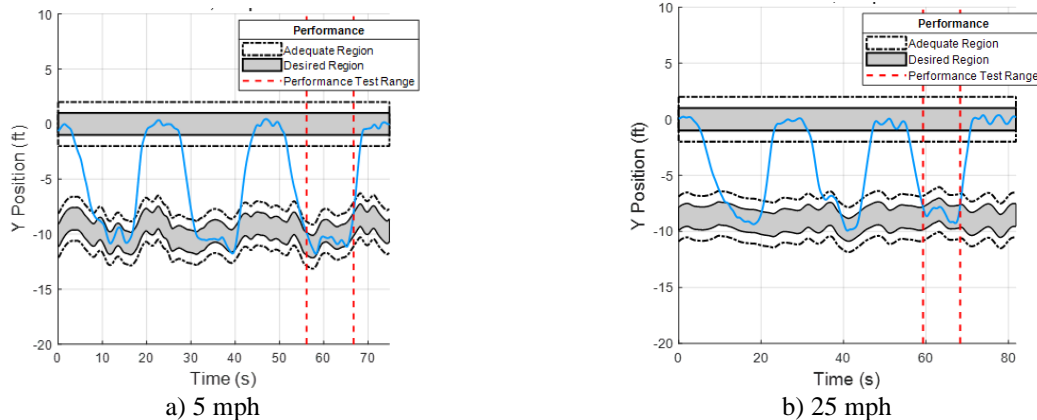 10
5
0
-5
-10
-15
-20
Y Position (ft)
0 10 20 30 40 50 60 70
Time (s)
Performance
Adequate Region
Desired Region
Performance Test Range
a) 5 mph
10
5
0
-5
-10
-15
-20
Y Position (ft)
0 20 40 60 80
Time (s)
Performance
Adequate Region
Desired Region
Performance Test Range
b) 25 mph